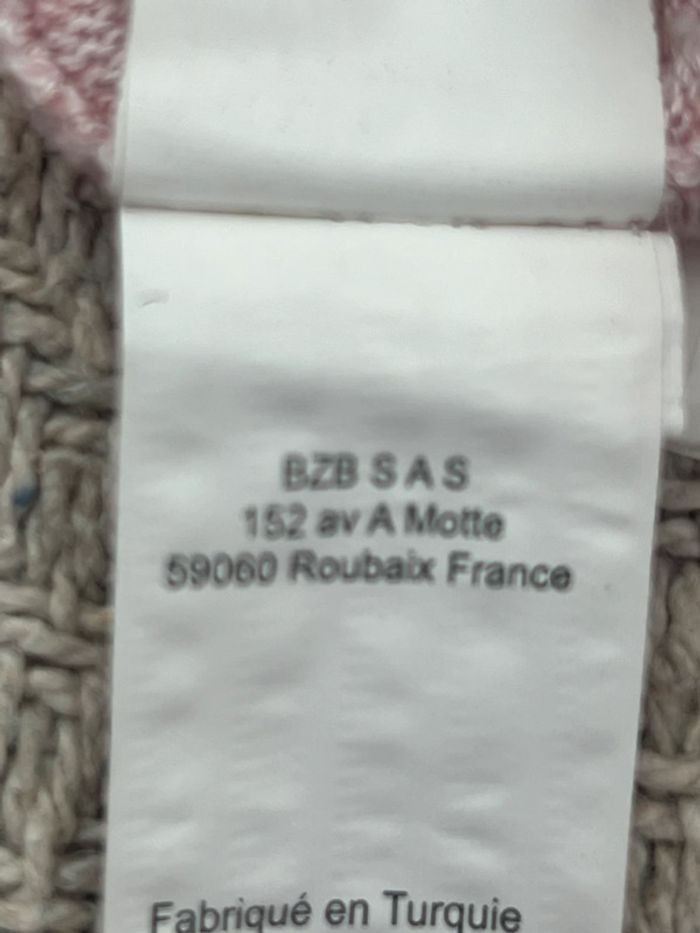 BZB S A S
152 av A Motte
59060 Roubaix France
Fabriqué en Turquie